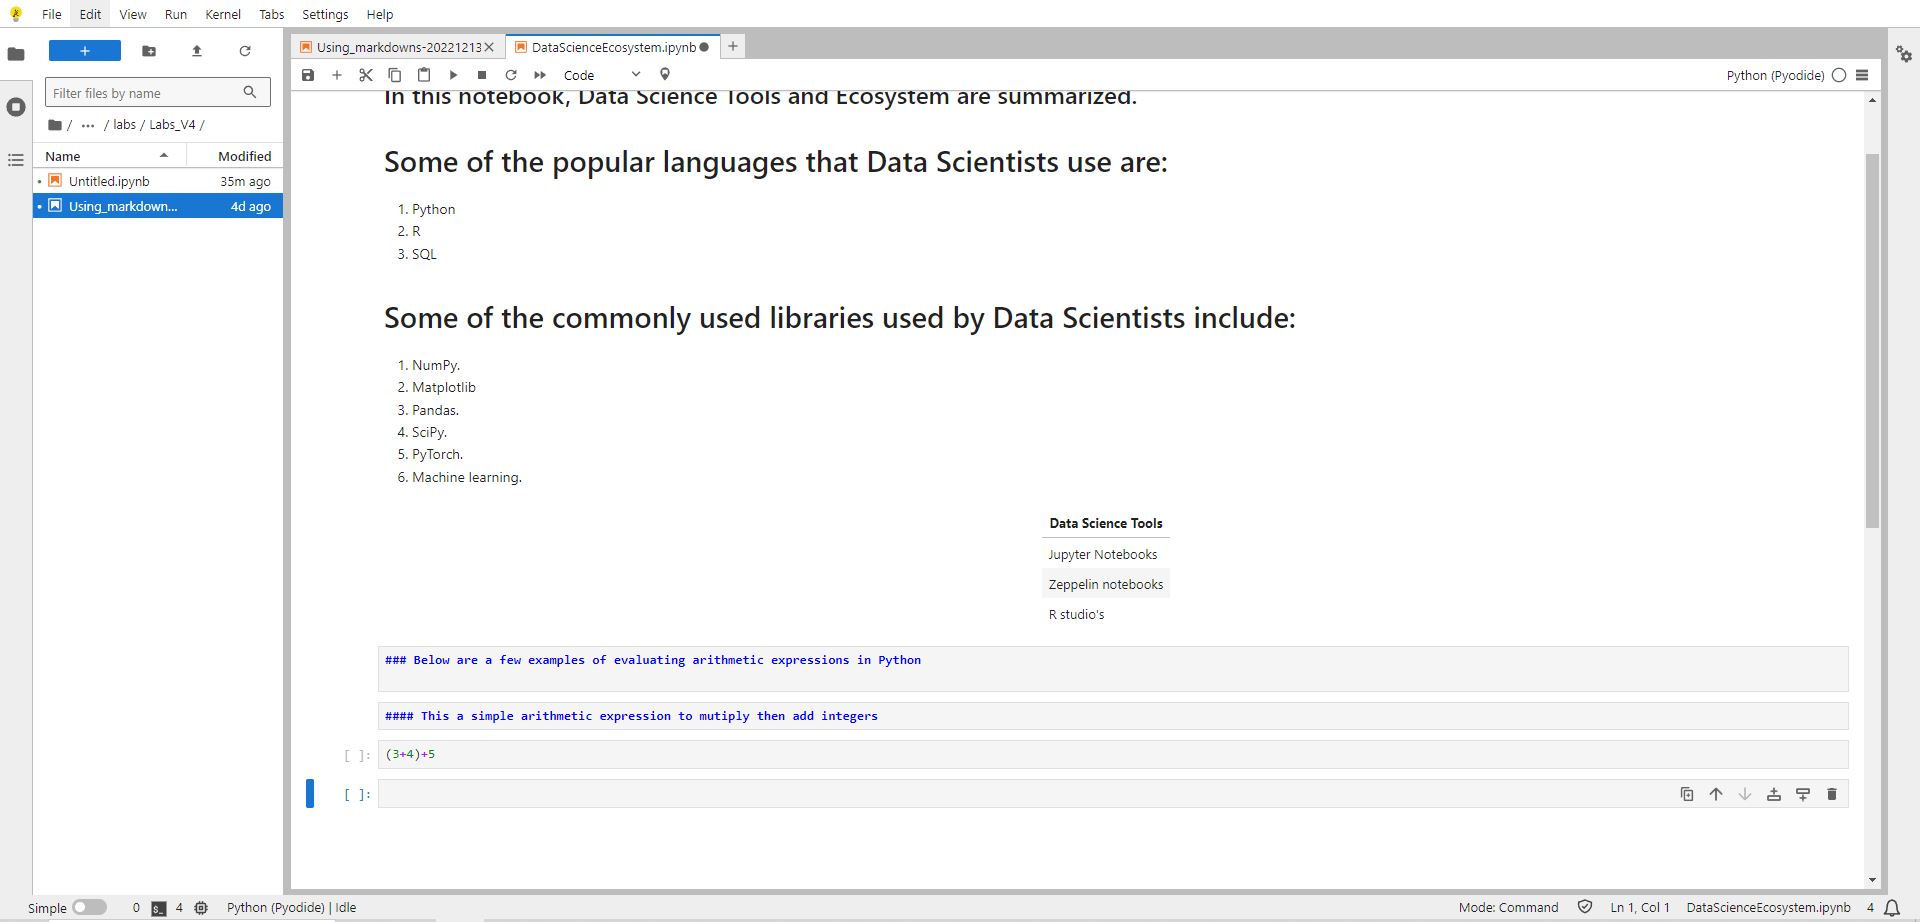 File Edit View Run Kernel Tabs Settings Help
Using_markdowns-20221213
DataScienceEcosystem.ipynb
Code
Python (Pyodide)
Filter files by name
/ ... / labs / Labs_V4 /
Name Modified
Untitled.ipynb 35m ago
Using_markdown... 4d ago
In this notebook, Data Science Tools and Ecosystem are summarized.
Some of the popular languages that Data Scientists use are:
1. Python
2. R
3. SQL
Some of the commonly used libraries used by Data Scientists include:
1. NumPy.
2. Matplotlib
3. Pandas.
4. SciPy.
5. PyTorch.
6. Machine learning.
Data Science Tools
Jupyter Notebooks
Zeppelin notebooks
R studio's
### Below are a few examples of evaluating arithmetic expressions in Python
#### This a simple arithmetic expression to mutiply then add integers
[ ]: (3+4)+5
[ ]:
Simple 0 $_ 4 Python (Pyodide) | Idle Mode: Command Ln 1, Col 1 DataScienceEcosystem.ipynb 4